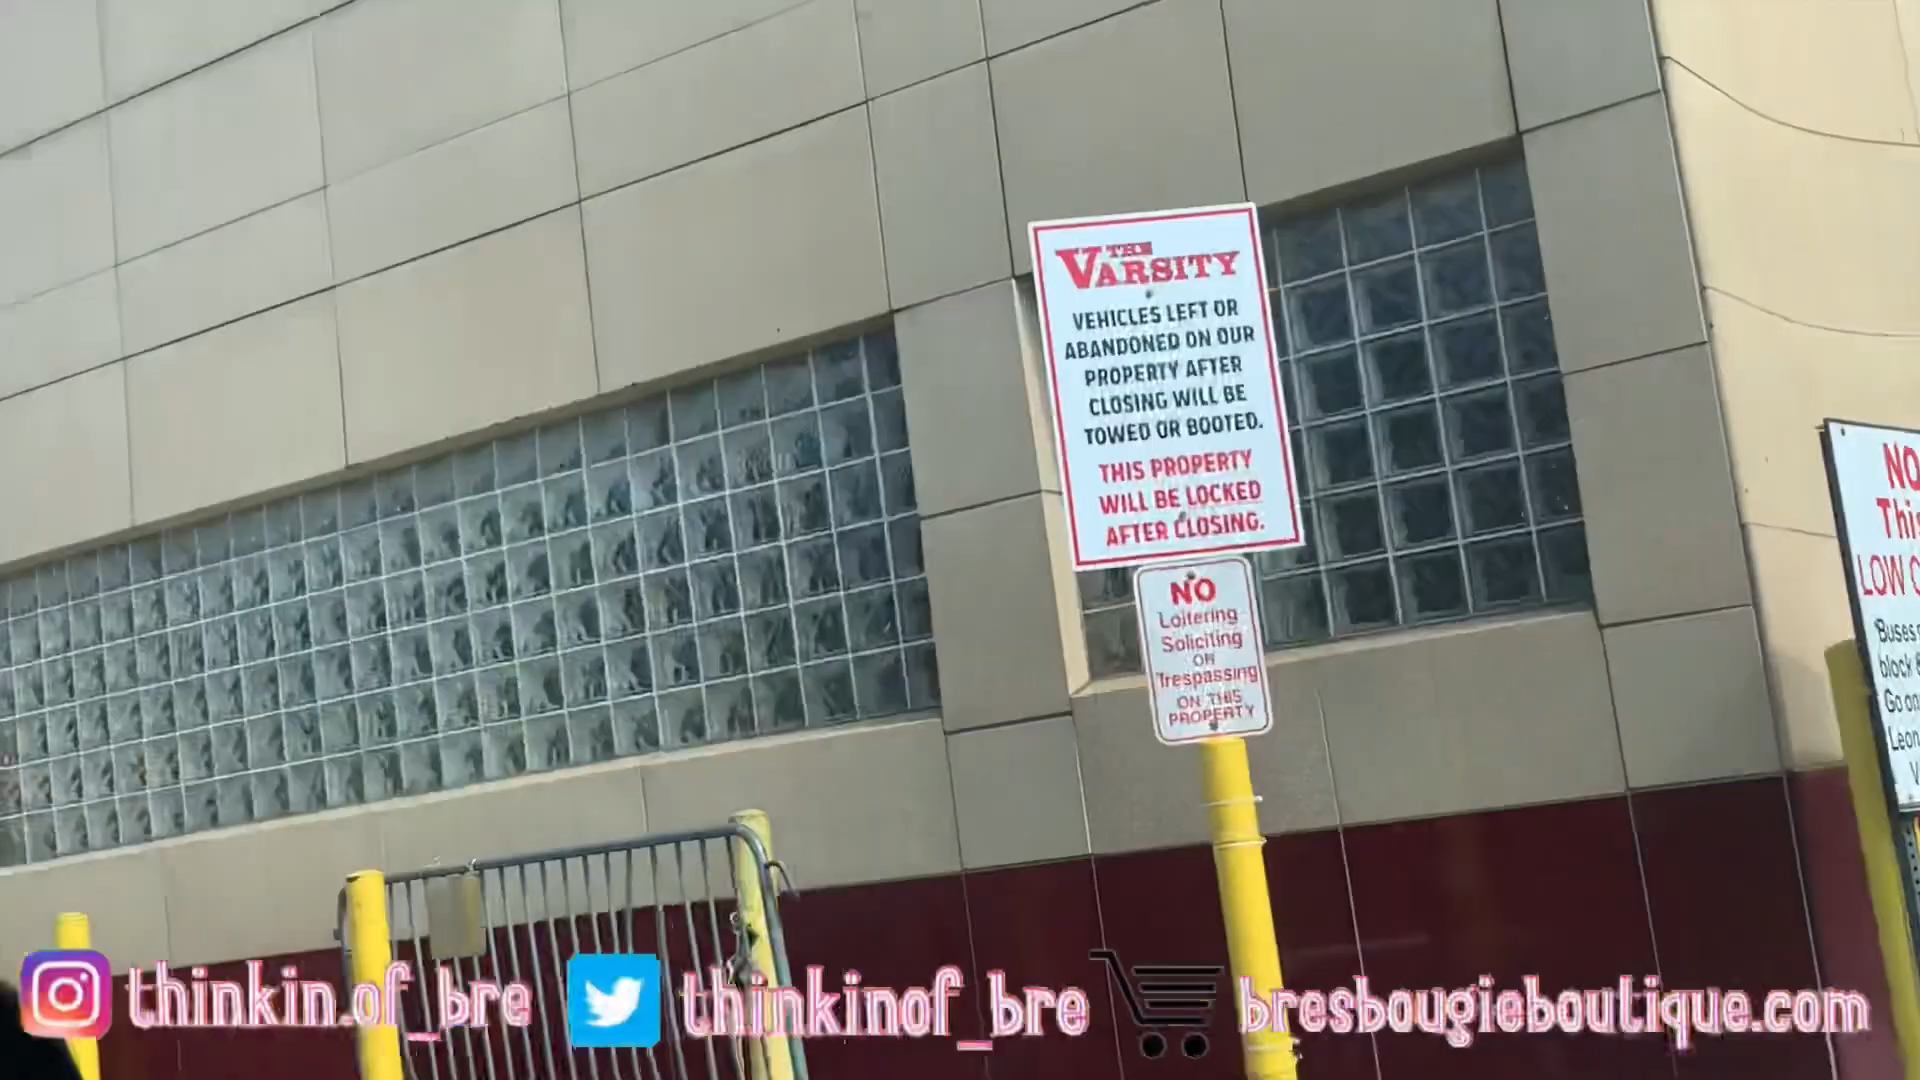 THE
VARSITY
VEHICLES LEFT OR
ABANDONED ON OUR
PROPERTY AFTER
CLOSING WILL BE
TOWED OR BOOTED.
THIS PROPERTY
WILL BE LOCKED
AFTER CLOSING.
NO
Loitering
Soliciting
OR
Trespassing
ON THIS
PROPERTY
NO
LOW
Buses
block
Go on
thinkin.of_bre
thinkinof_bre
bresbougieboutique.com